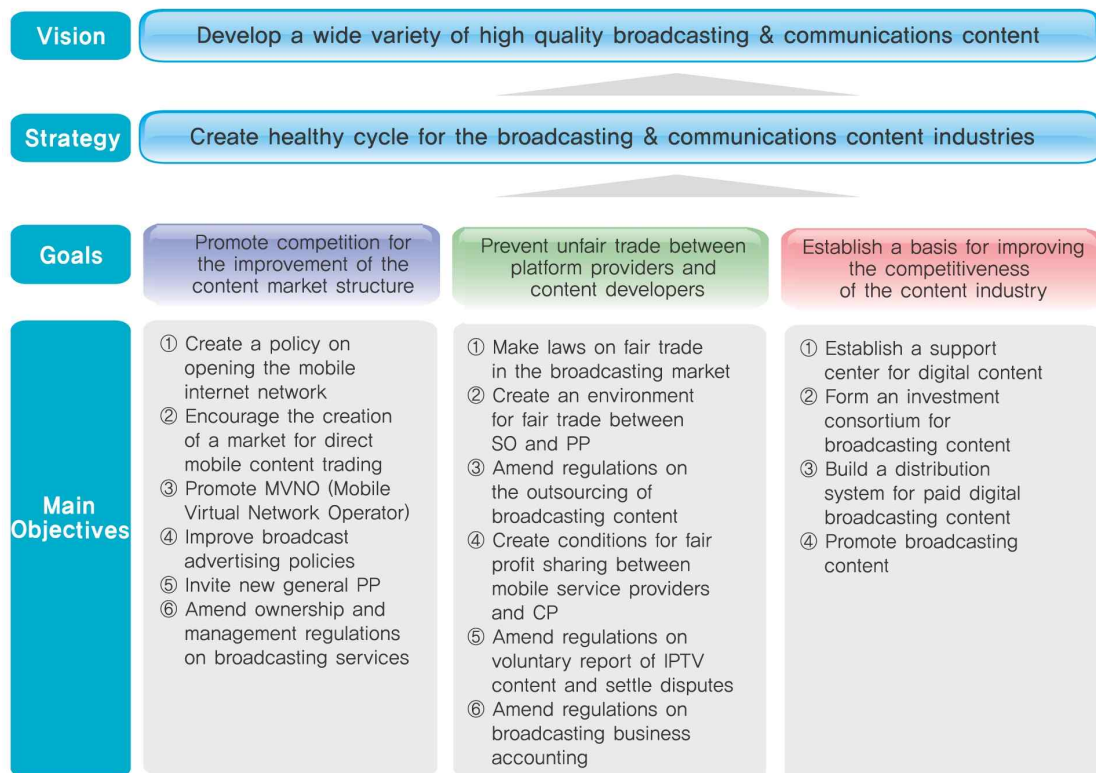 Vision
Develop a wide variety of high quality broadcasting & communications content
Strategy
Create healthy cycle for the broadcasting & communications content industries
Goals
Promote competition for
the improvement of the
content market structure
Prevent unfair trade between
platform providers and
content developers
Establish a basis for improving
the competitiveness
of the content industry
Main
Objectives
① Create a policy on
opening the mobile
internet network
② Encourage the creation
of a market for direct
mobile content trading
③ Promote MVNO (Mobile
Virtual Network Operator)
④ Improve broadcast
advertising policies
⑤ Invite new general PP
⑥ Amend ownership and
management regulations
on broadcasting services
① Make laws on fair trade
in the broadcasting market
② Create an environment
for fair trade between
SO and PP
③ Amend regulations on
the outsourcing of
broadcasting content
④ Create conditions for fair
profit sharing between
mobile service providers
and CP
⑤ Amend regulations on
voluntary report of IPTV
content and settle disputes
⑥ Amend regulations on
broadcasting business
accounting
① Establish a support
center for digital content
② Form an investment
consortium for
broadcasting content
③ Build a distribution
system for paid digital
broadcasting content
④ Promote broadcasting
content